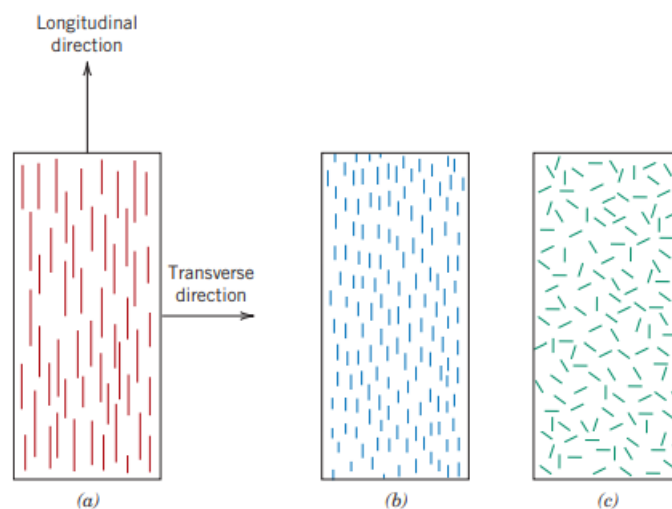 Longitudinal
direction
Transverse
direction
(a)
(b)
(c)